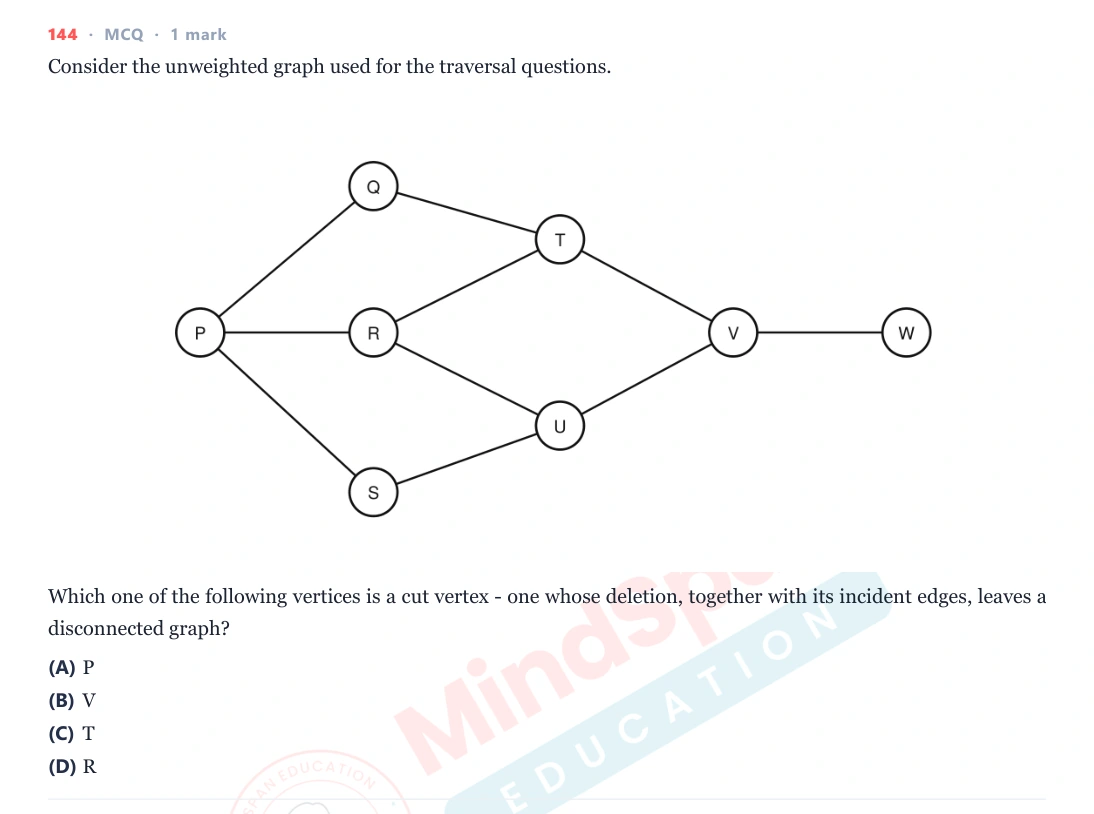 144 · MCQ · 1 mark
Consider the unweighted graph used for the traversal questions.
Q
T
P
R
V
W
U
S
Which one of the following vertices is a cut vertex - one whose deletion, together with its incident edges, leaves a
disconnected graph?
(A) P
(B) V
(C) T
(D) R
EDUCATION
EDUCATION